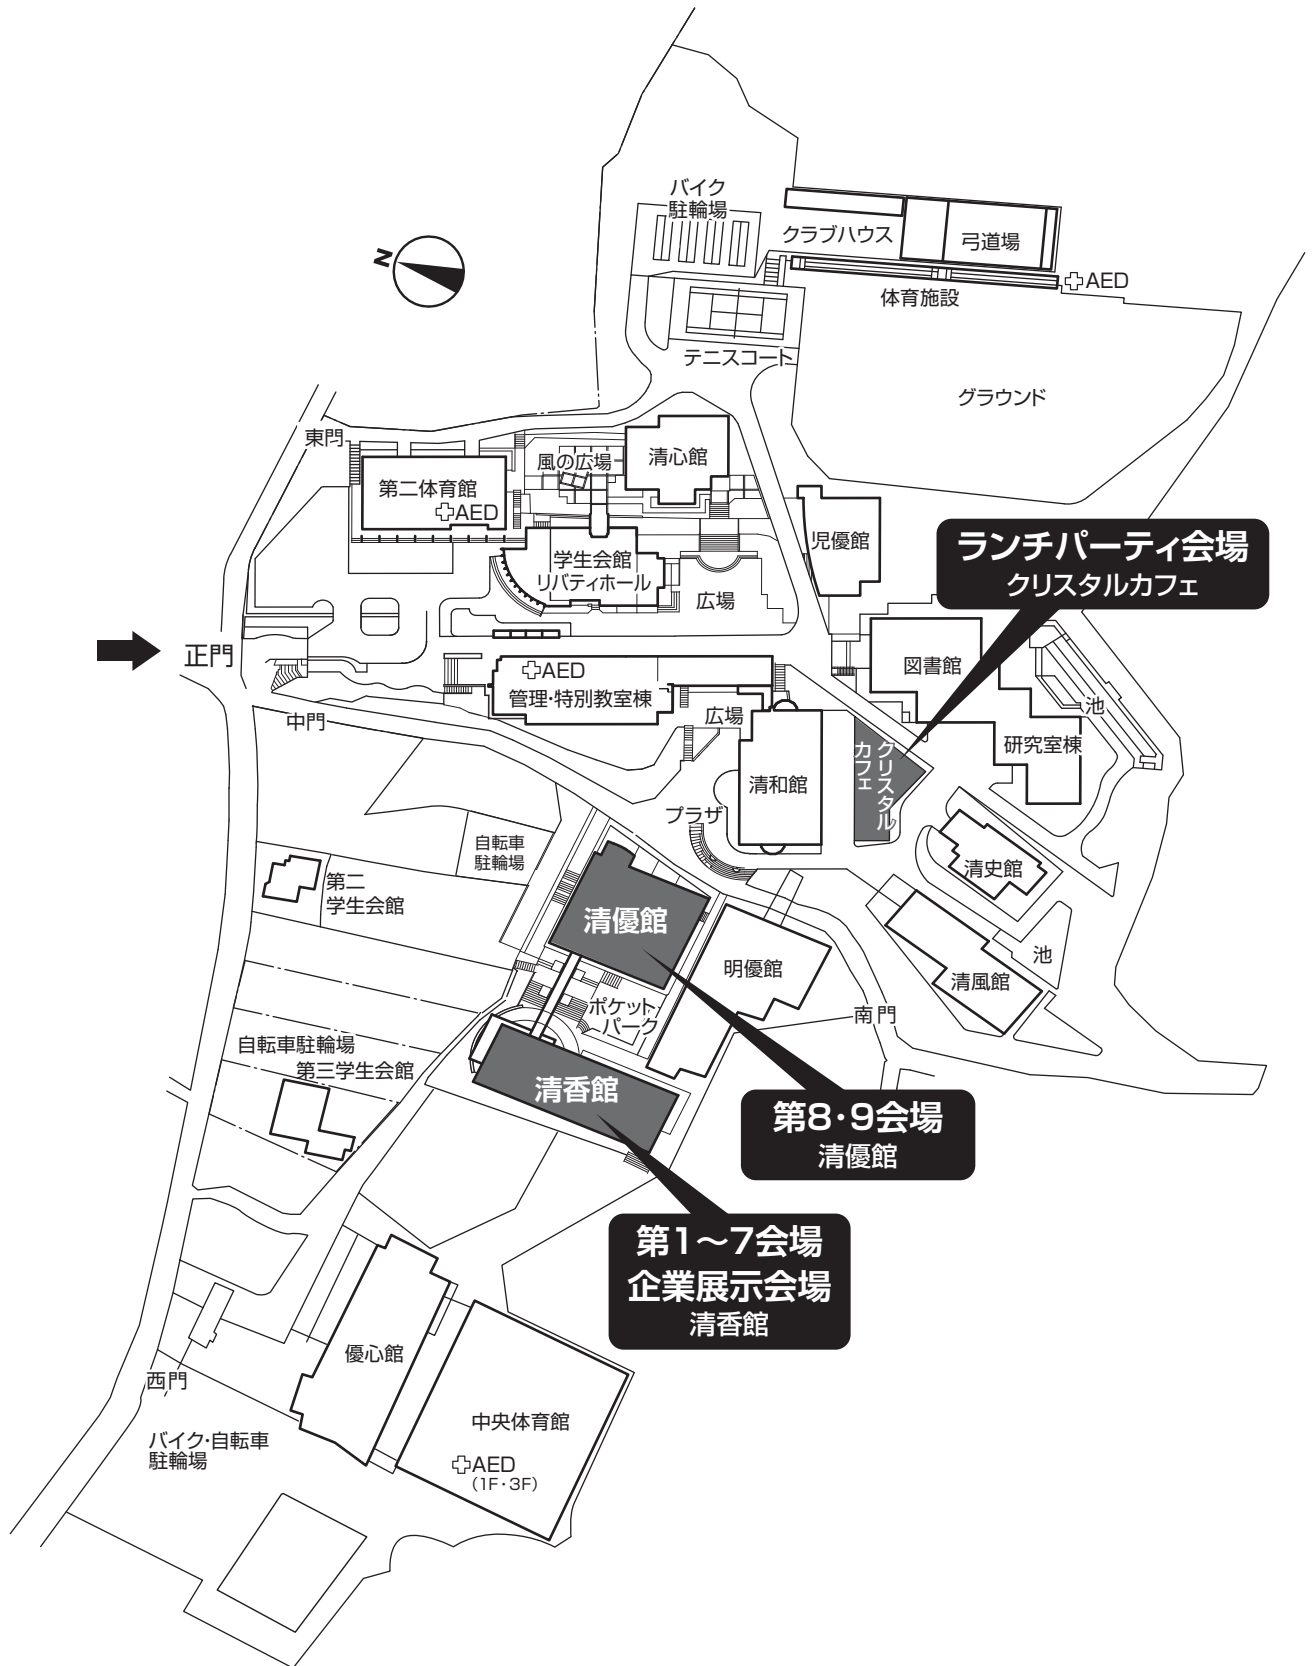 バイク
駐輪場
クラブハウス
弓道場
N
AED
体育施設
テニスコート
グラウンド
東門
風の広場
清心館
第二体育館
AED
児優館
ランチパーティ会場
クリスタルカフェ
学生会館
リバティホール
広場
正門
図書館
AED
管理・特別教室棟
広場
池
中門
研究室棟
クリスタル
カフェ
清和館
プラザ
自転車
駐輪場
清史館
第二
学生会館
清優館
明優館
池
清風館
ポケット・
パーク
南門
自転車駐輪場
第三学生会館
清香館
第8・9会場
清優館
第1〜7会場
企業展示会場
清香館
優心館
西門
中央体育館
バイク・自転車
駐輪場
AED
(1F・3F)